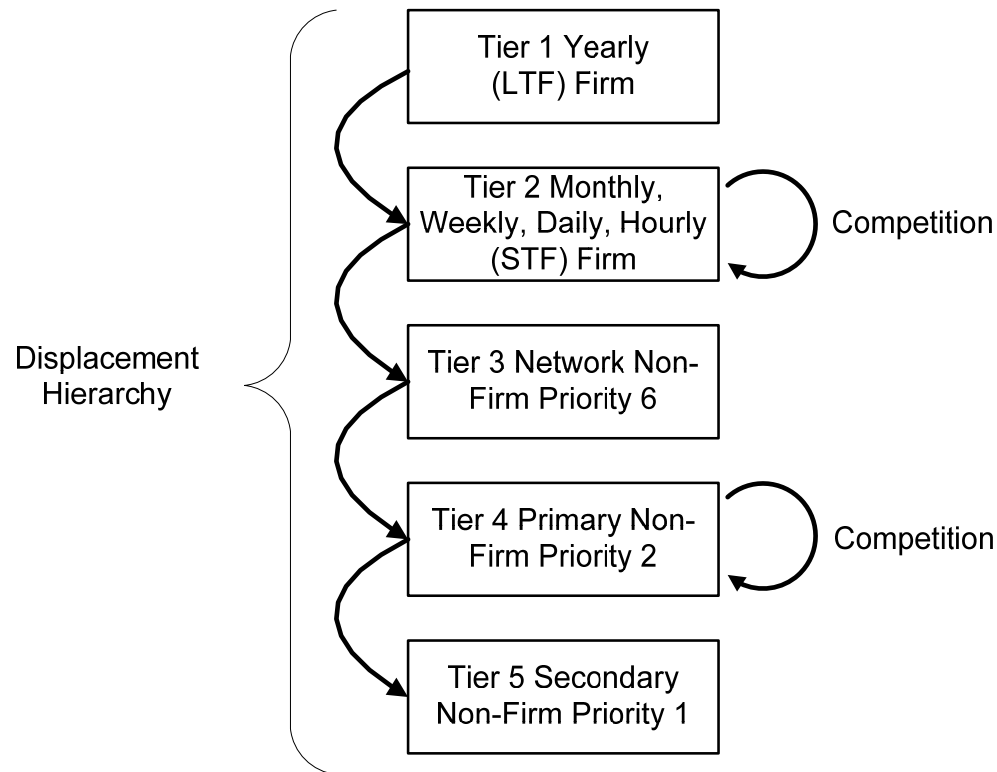 Tier 1 Yearly
(LTF) Firm
Tier 2 Monthly,
Weekly, Daily, Hourly
(STF) Firm
Competition
Displacement
Hierarchy
Tier 3 Network Non-
Firm Priority 6
Tier 4 Primary Non-
Firm Priority 2
Competition
Tier 5 Secondary
Non-Firm Priority 1